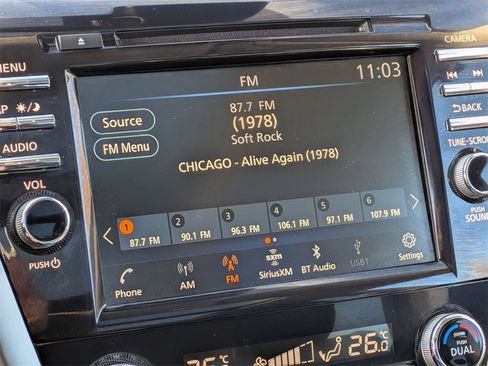 CAMERA
MENU
FM
11:03
87.7 FM
(1978)
Soft Rock
Source
FM Menu
BACK
AUDIO
CHICAGO - Alive Again (1978)
TUNE·SCROLL
VOL
PUSH
SOUND
1
2
3
4
5
6
87.7 FM
90.1 FM
96.3 FM
106.1 FM
97.1 FM
107.9 FM
PUSH
Phone
AM
FM
sxm
SiriusXM
BT Audio
USB1
Settings
°C
26.0 °C
PUSH
DUAL